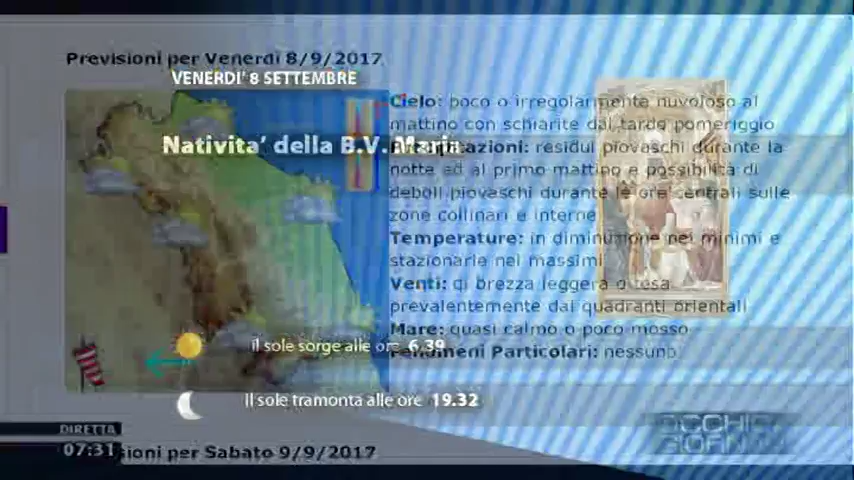 Previsioni per Venerdì 8/9/2017
VENERDI' 8 SETTEMBRE
Nativita' della B.V. Maria
Cielo: poco o irregolarmente nuvoloso al
mattino con schiarite dal tardo pomeriggio
Precipitazioni: residui piovaschi durante la
notte ed al primo mattino e possibilità di
deboli piovaschi durante le ore centrali sulle
zone collinari e interne
Temperature: in diminuzione nei minimi e
stazionarie nei massimi
Venti: di brezza leggera o tesa
prevalentemente dai quadranti orientali
Mare: quasi calmo o poco mosso
il sole sorge alle ore 6.39
Fenomeni Particolari: nessuno
Il sole tramonta alle ore 19.32
OCCHIO
GIORNALI
DIRETTA
07:31
sioni per Sabato 9/9/2017